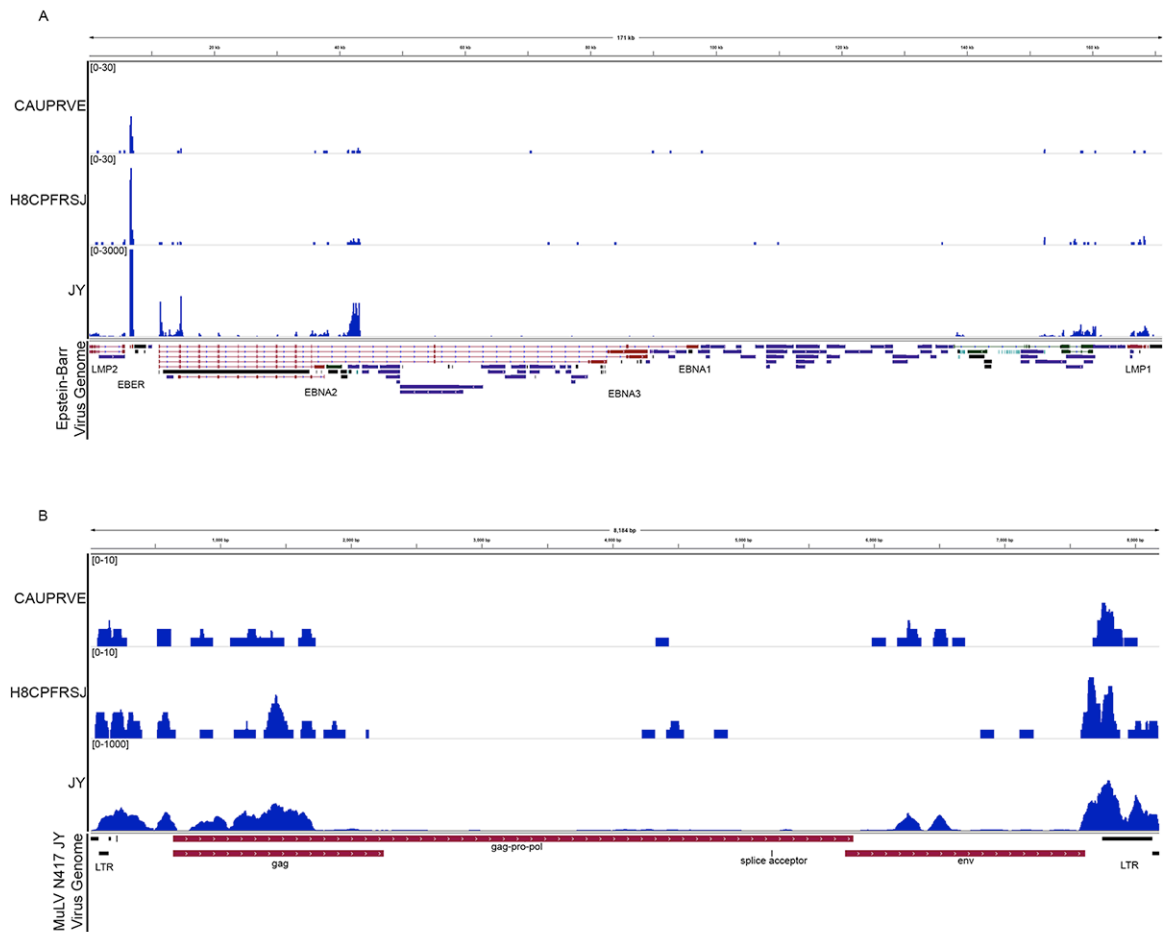 A
171 kb
20 kb 40 kb 60 kb 80 kb 100 kb 120 kb 140 kb 160 kb
[0-30]
CAUPRVE
[0-30]
H8CPFRSJ
[0-3000]
JY
Epstein-Barr
Virus Genome
LMP2
EBER
EBNA2
EBNA3
EBNA1
LMP1
B
8,184 bp
1,000 bp 2,000 bp 3,000 bp 4,000 bp 5,000 bp 6,000 bp 7,000 bp 8,000 bp
[0-10]
CAUPRVE
[0-10]
H8CPFRSJ
[0-1000]
JY
MuLV N417 JY
Virus Genome
LTR
gag
gag-pro-pol
splice acceptor
env
LTR